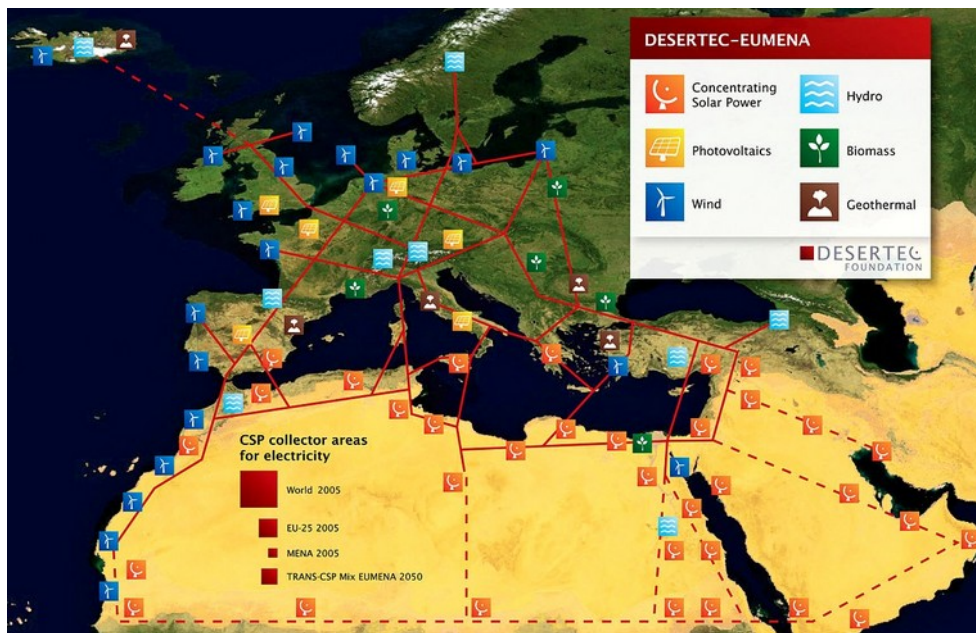 DESERTEC–EUMENA
Concentrating
Solar Power
Hydro
Photovoltaics
Biomass
Wind
Geothermal
DESERTEC
FOUNDATION
CSP collector areas
for electricity
World 2005
EU-25 2005
MENA 2005
TRANS-CSP Mix EUMENA 2050